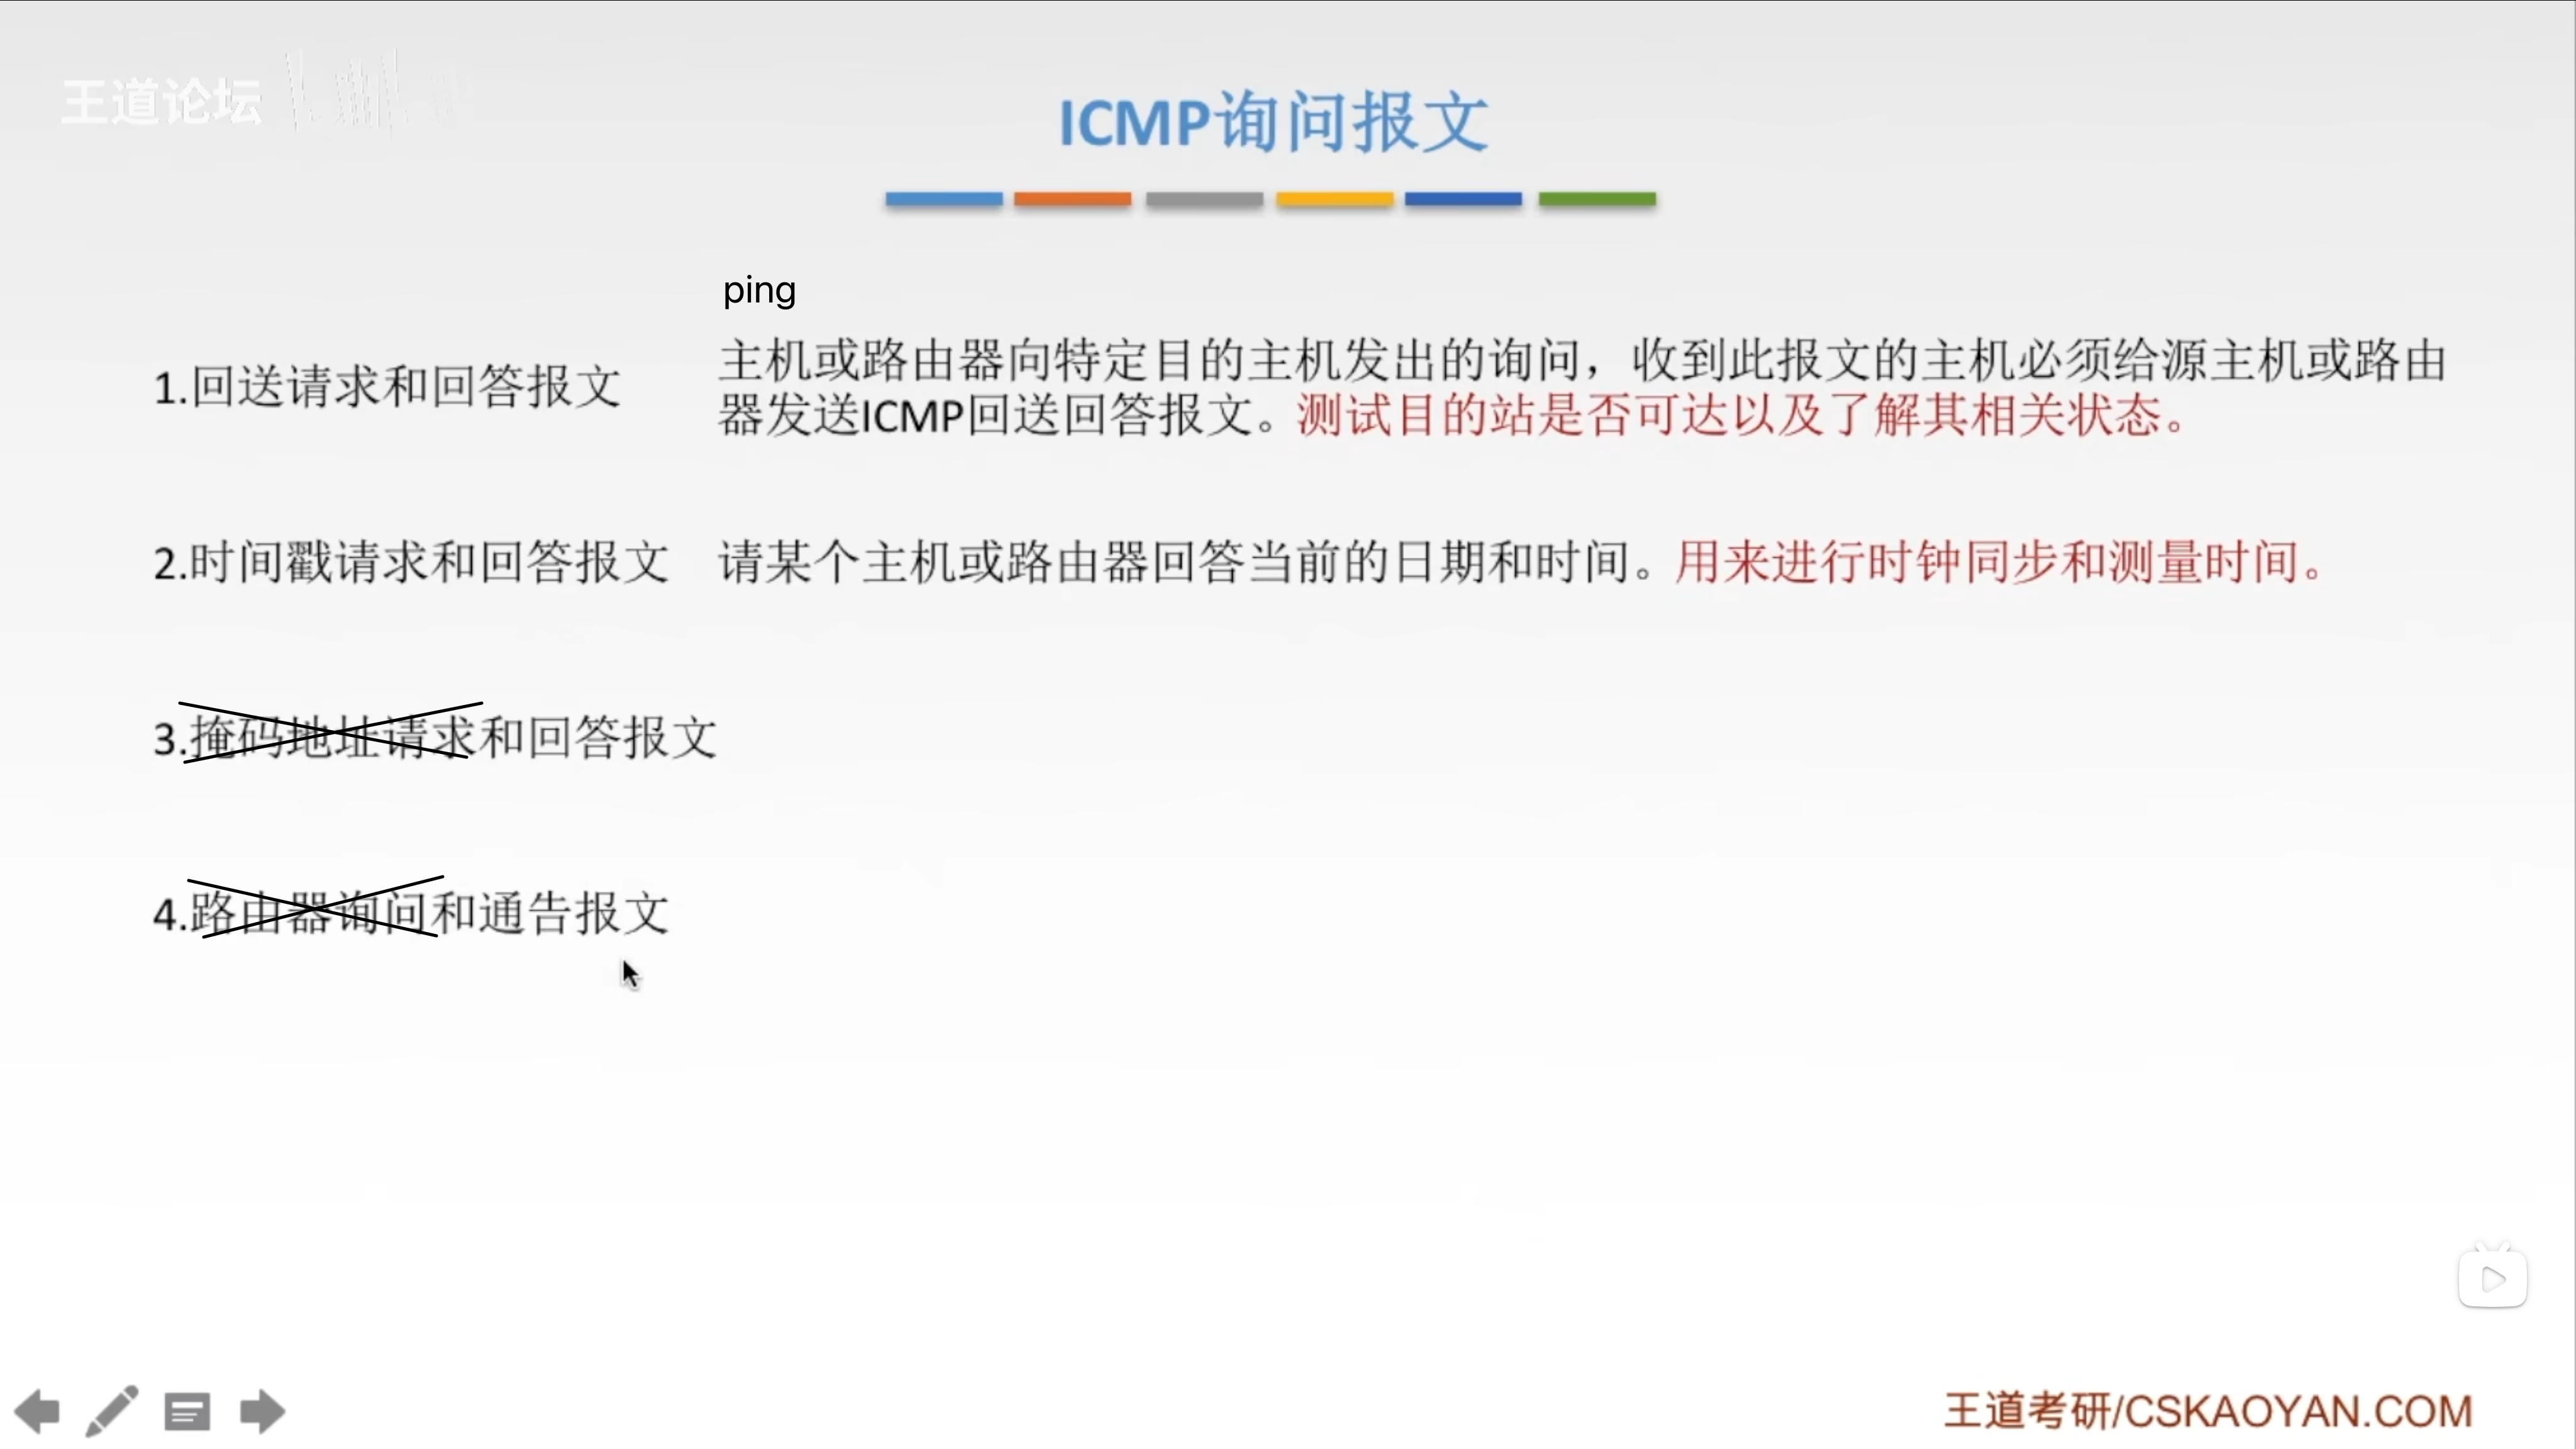 王道论坛
ICMP询问报文
ping
1.回送请求和回答报文
主机或路由器向特定目的主机发出的询问，收到此报文的主机必须给源主机或路由
器发送ICMP回送回答报文。测试目的站是否可达以及了解其相关状态。
2.时间戳请求和回答报文
请某个主机或路由器回答当前的日期和时间。用来进行时钟同步和测量时间。
3.掩码地址请求和回答报文
4.路由器询问和通告报文
王道考研/CSKAOYAN.COM